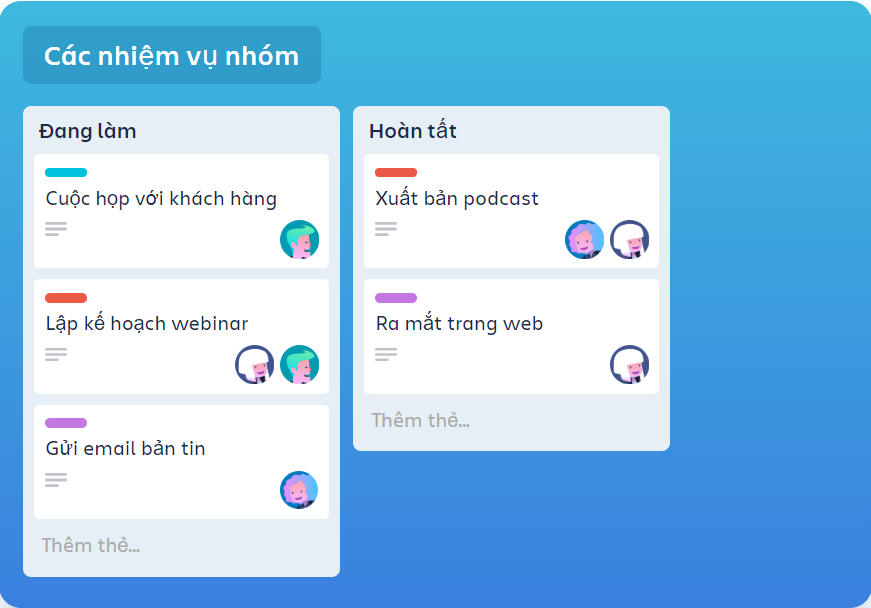 Các nhiệm vụ nhóm
Đang làm
Cuộc họp với khách hàng
Lập kế hoạch webinar
Gửi email bản tin
Thêm thẻ...
Hoàn tất
Xuất bản podcast
Ra mắt trang web
Thêm thẻ...